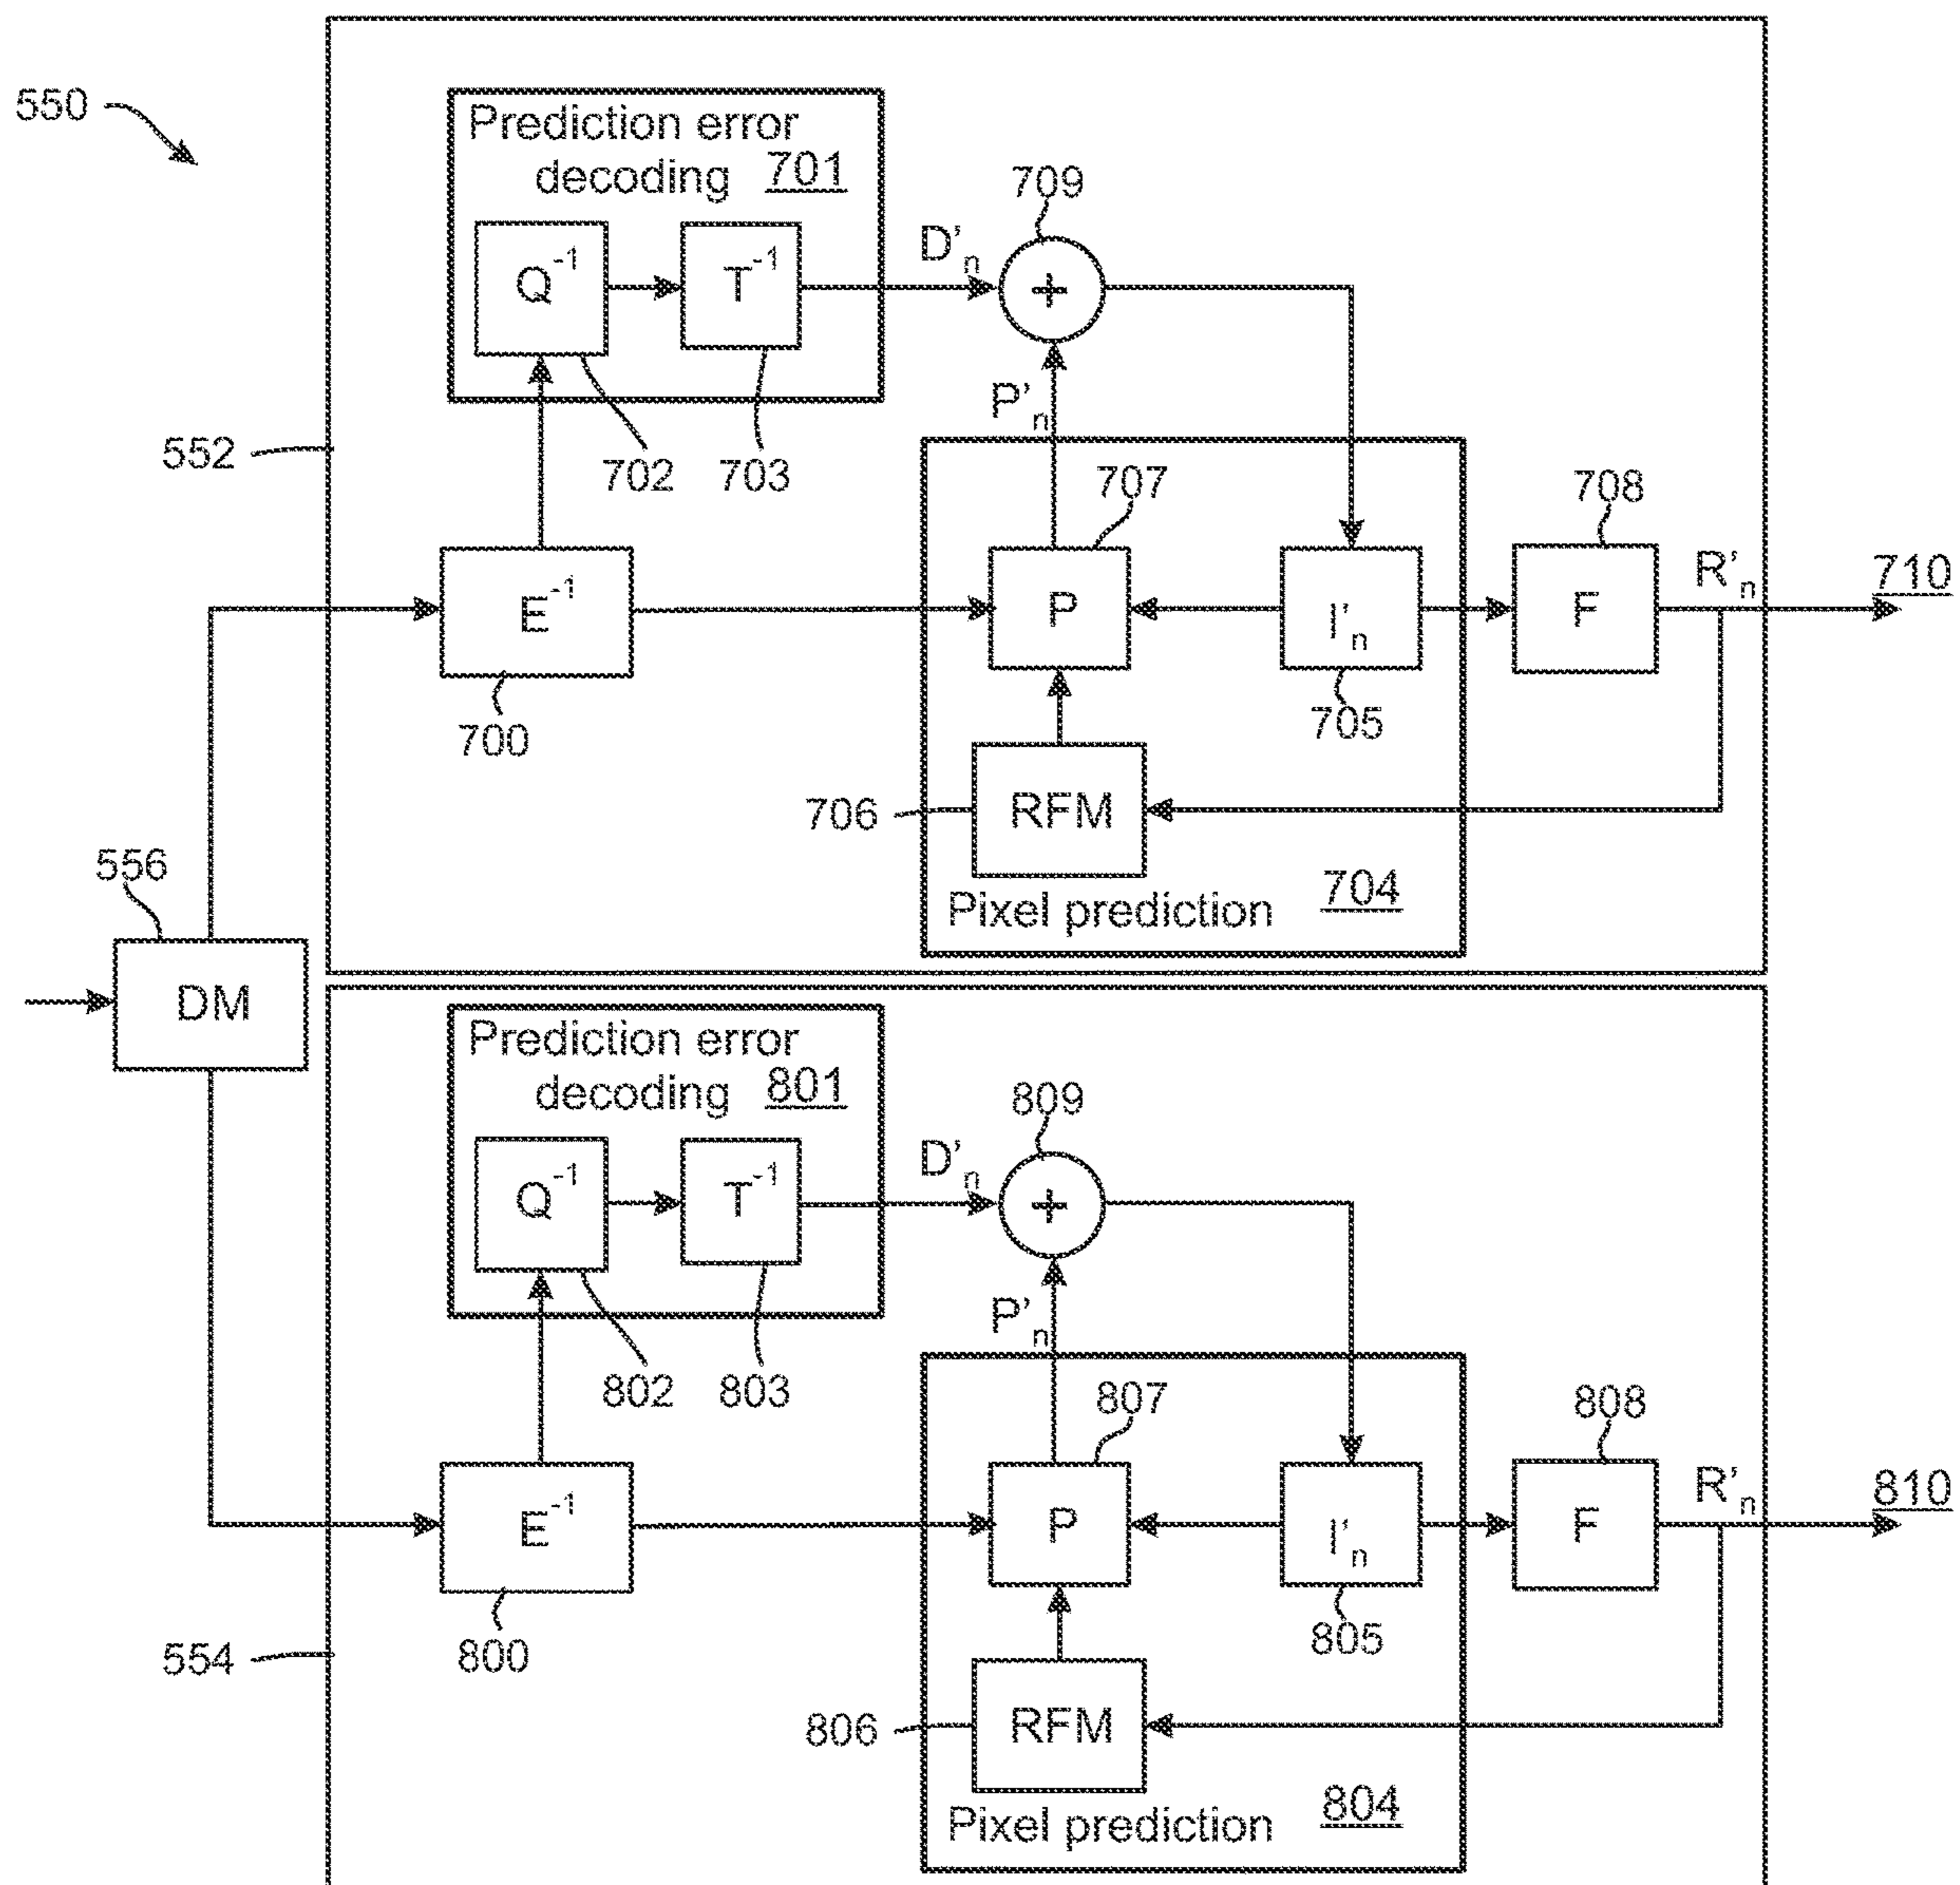 550
552
Prediction error
decoding 701
Q⁻¹
T⁻¹
702
703
D'ₙ
709
+
P'ₙ
707
708
E⁻¹
700
P
I'ₙ
705
F
R'ₙ
710
706
RFM
Pixel prediction 704
556
DM
Prediction error
decoding 801
Q⁻¹
T⁻¹
802
803
D'ₙ
809
+
P'ₙ
807
808
E⁻¹
800
P
I'ₙ
805
F
R'ₙ
810
554
806
RFM
Pixel prediction 804